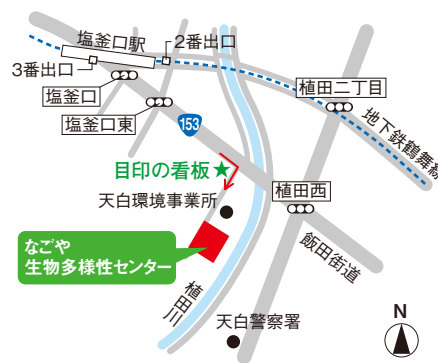 塩釜口駅
2番出口
3番出口
塩釜口
塩釜口東
153
植田二丁目
地下鉄鶴舞線
目印の看板★
植田西
天白環境事業所
飯田街道
なごや
生物多様性センター
植田川
天白警察署
N